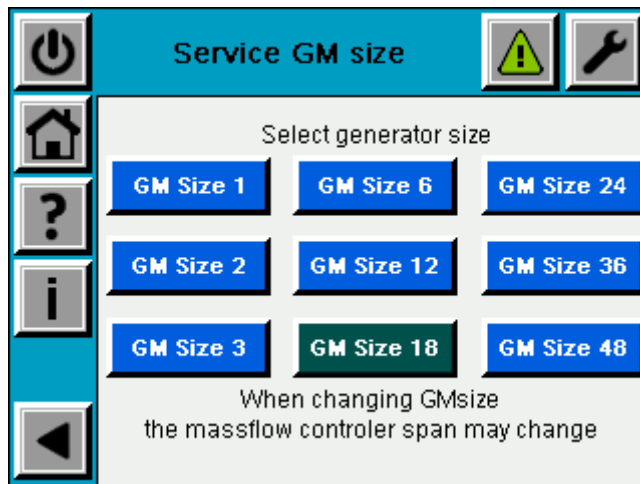 Service GM size
?
i
Select generator size
GM Size 1 GM Size 6 GM Size 24
GM Size 2 GM Size 12 GM Size 36
GM Size 3 GM Size 18 GM Size 48
When changing GMsize
the massflow controler span may change